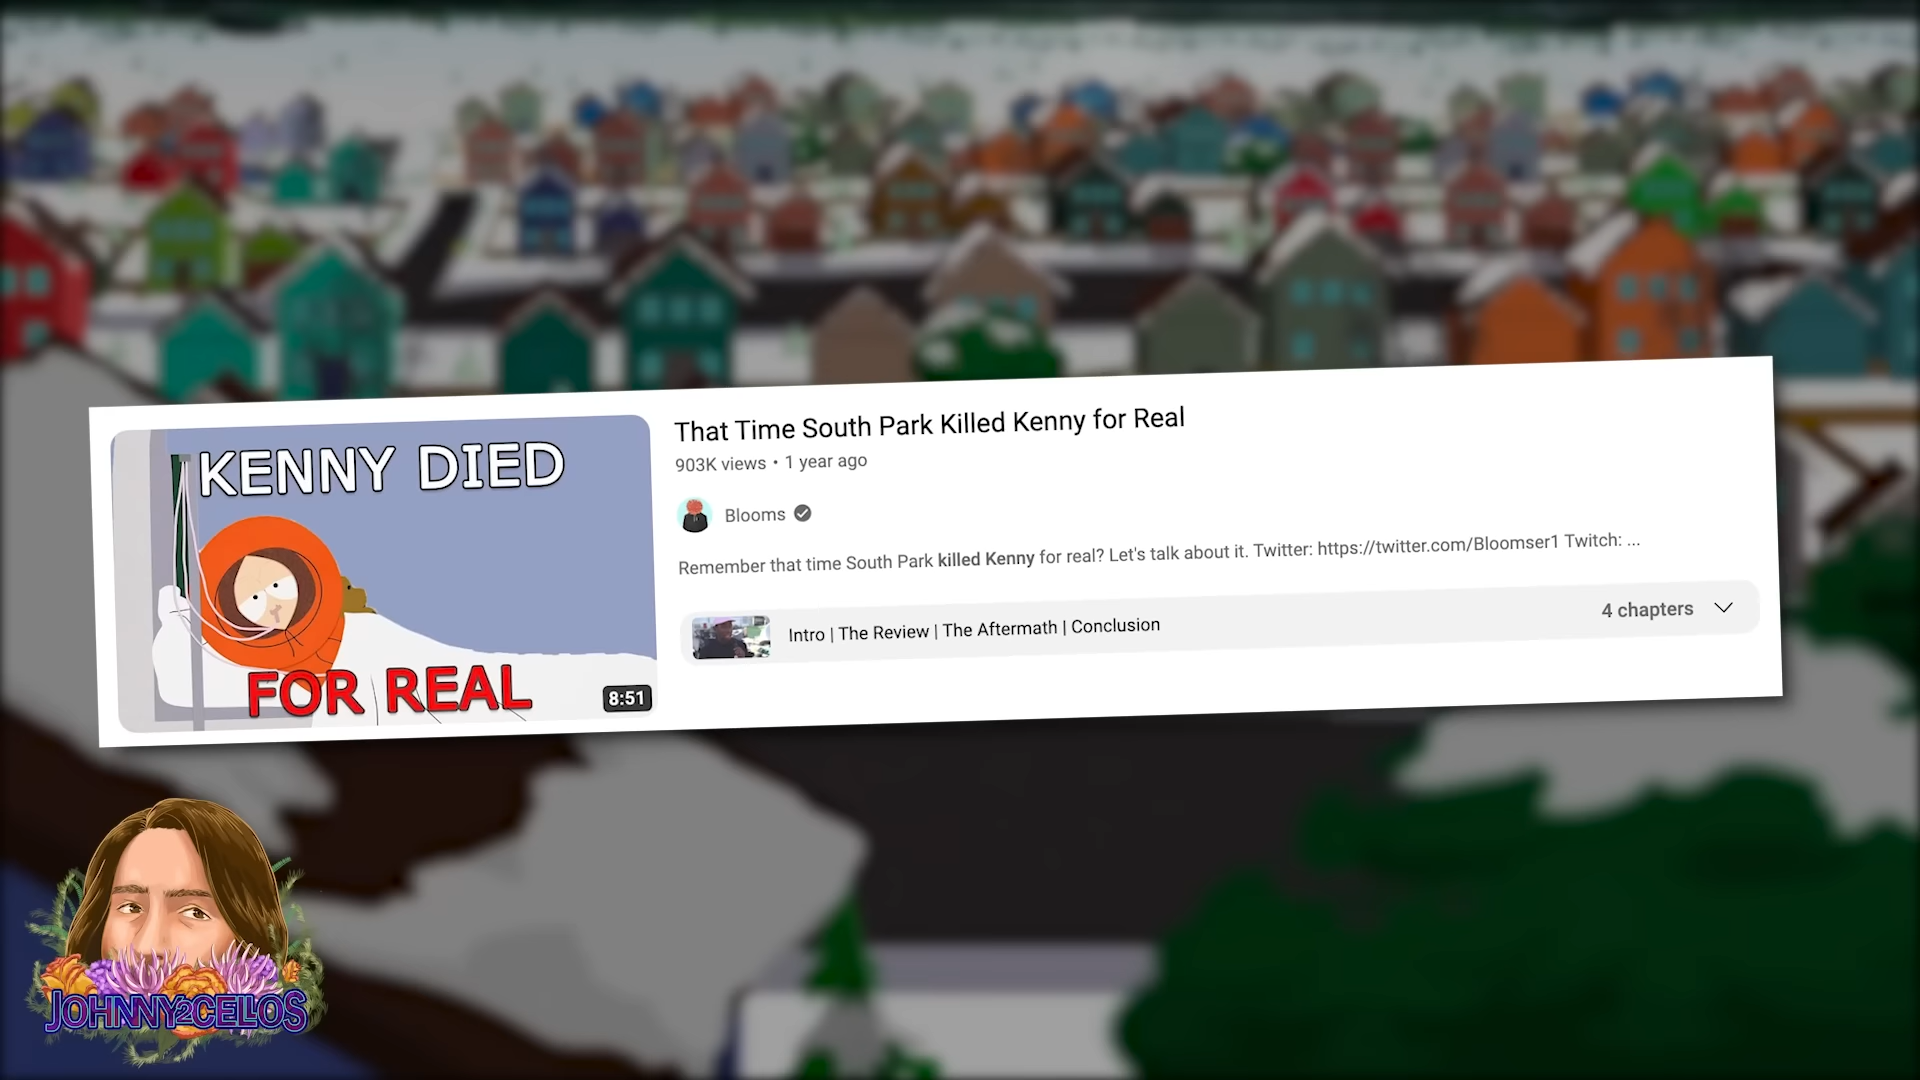 KENNY DIED
FOR REAL
8:51
That Time South Park Killed Kenny for Real
903K views • 1 year ago
Blooms
Remember that time South Park killed Kenny for real? Let's talk about it. Twitter: https://twitter.com/Bloomser1 Twitch: ...
Intro | The Review | The Aftermath | Conclusion
4 chapters
JOHNNY2CELLOS